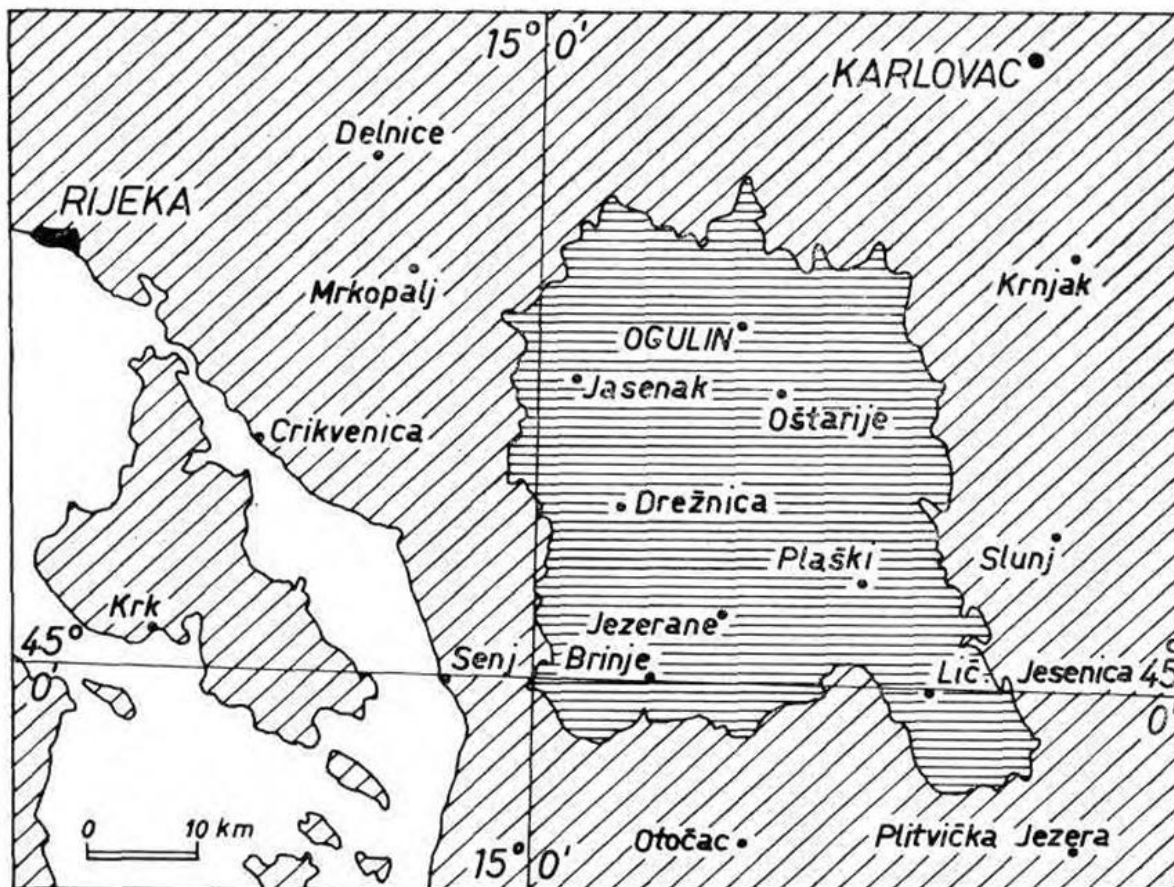 15° 0'
KARLOVAC
Delnice
RIJEKA
Mrkopalj
Krnjak
OGULIN
Jasenak
Oštarije
Crikvenica
Drežnica
Plaški
Slunj
Krk
Jezerane
45° 0'
Senj
Brinje
Lič. Jesenica
45 0'
0 10 km
15° 0'
Otočac
Plitvička Jezera